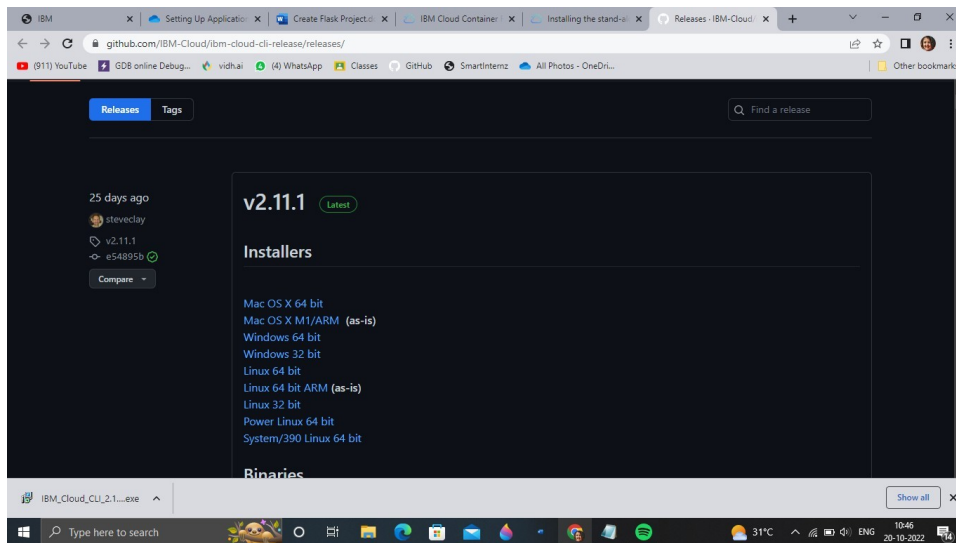 IBM
Setting Up Application
Create Flask Project.d
IBM Cloud Container
Installing the stand-al
Releases · IBM-Cloud/
github.com/IBM-Cloud/ibm-cloud-cli-release/releases/
(911) YouTube
GDB online Debug...
vidh.ai
(4) WhatsApp
Classes
GitHub
SmartInternz
All Photos - OneDri...
Other bookmarks
Releases
Tags
Find a release
25 days ago
steveclay
v2.11.1
e54895b
Compare
v2.11.1 Latest
Installers
Mac OS X 64 bit
Mac OS X M1/ARM (as-is)
Windows 64 bit
Windows 32 bit
Linux 64 bit
Linux 64 bit ARM (as-is)
Linux 32 bit
Power Linux 64 bit
System/390 Linux 64 bit
Binaries
IBM_Cloud_CLI_2.1....exe
Show all
Type here to search
31°C
ENG
10:46
20-10-2022
14